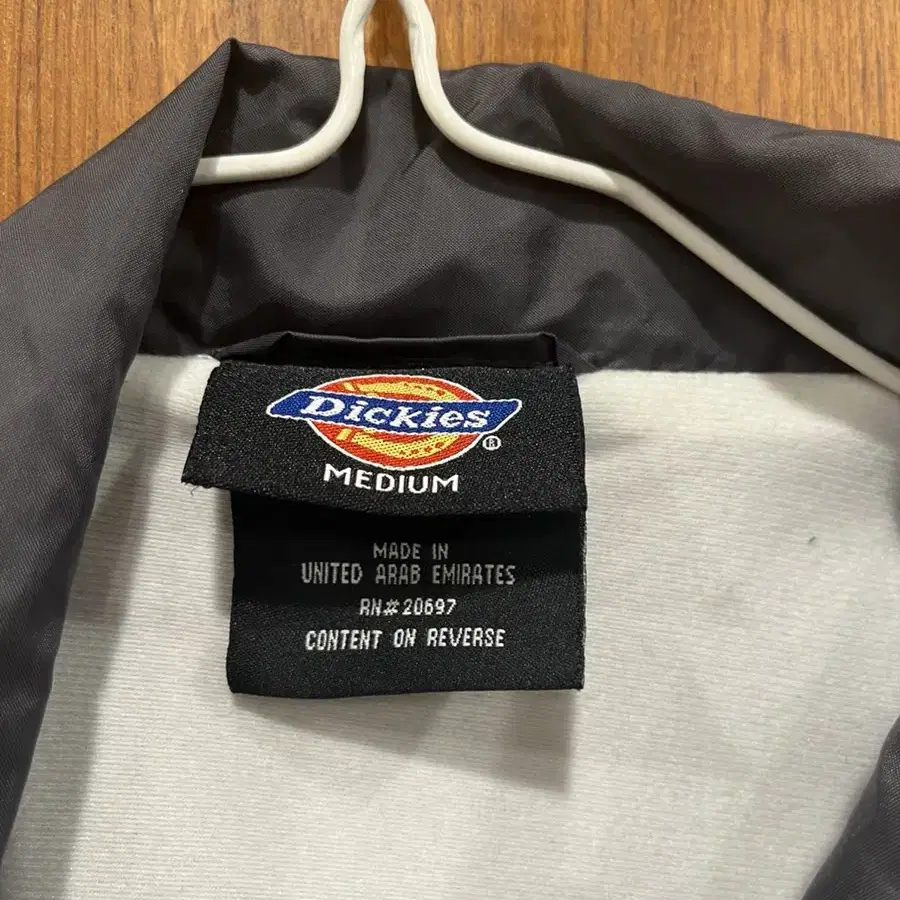 Dickies®
MEDIUM
MADE IN
UNITED ARAB EMIRATES
RN#20697
CONTENT ON REVERSE